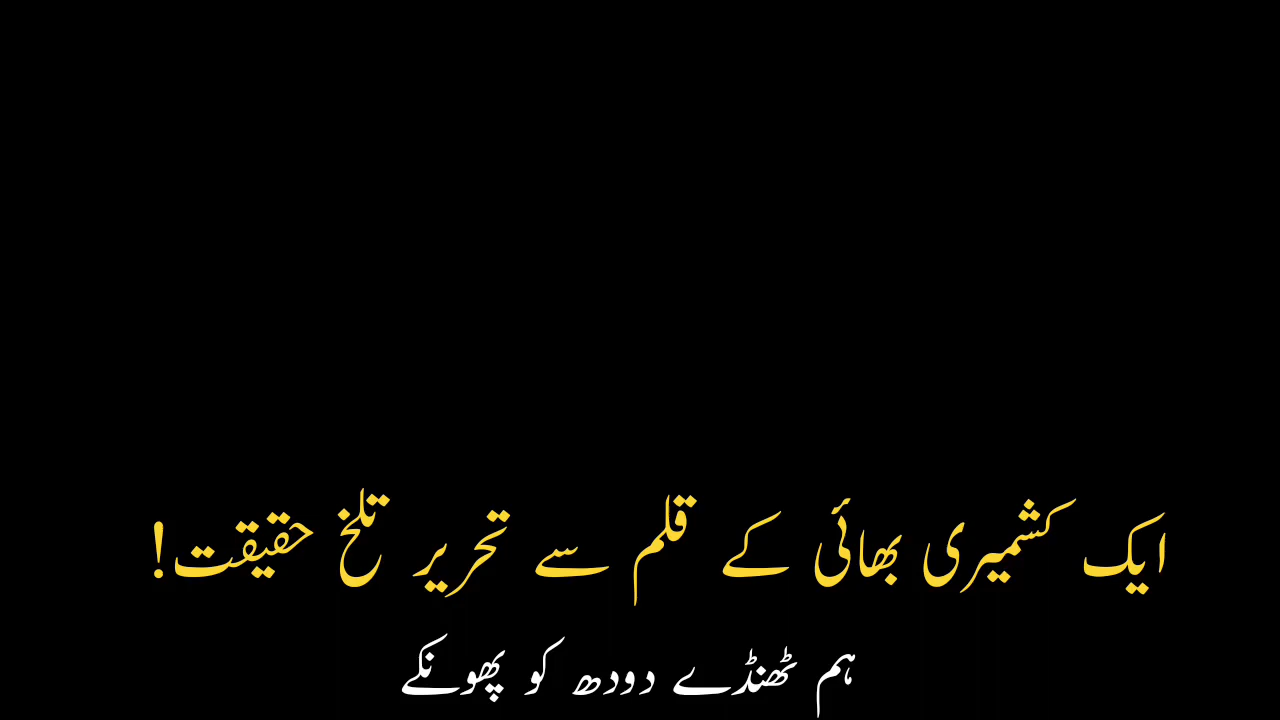 ایک کشمیری بھائی کے قلم سے تحریر تلخ حقیقت!
ہم ٹھنڈے دودھ کو پھونکے